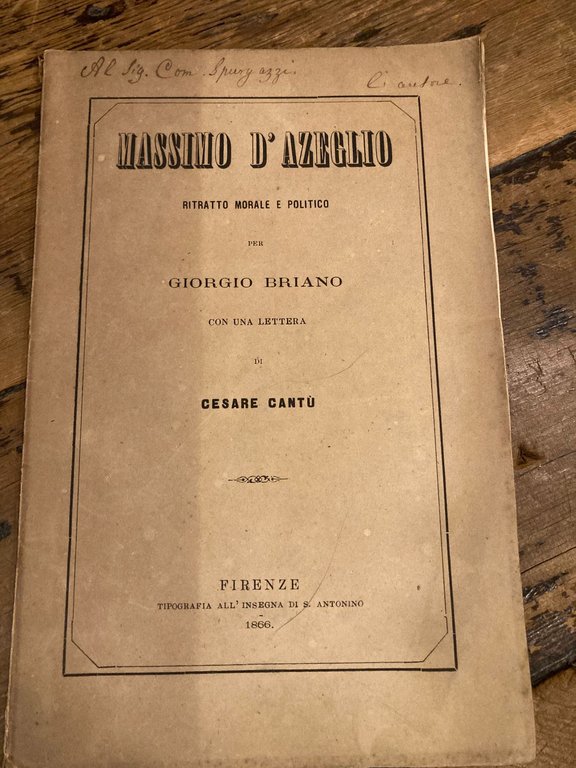 Al Sig. Com. Spurgazzi.
L'autore.
MASSIMO D'AZEGLIO
RITRATTO MORALE E POLITICO
PER
GIORGIO BRIANO
CON UNA LETTERA
DI
CESARE CANTÙ
FIRENZE
TIPOGRAFIA ALL'INSEGNA DI S. ANTONINO
1866.